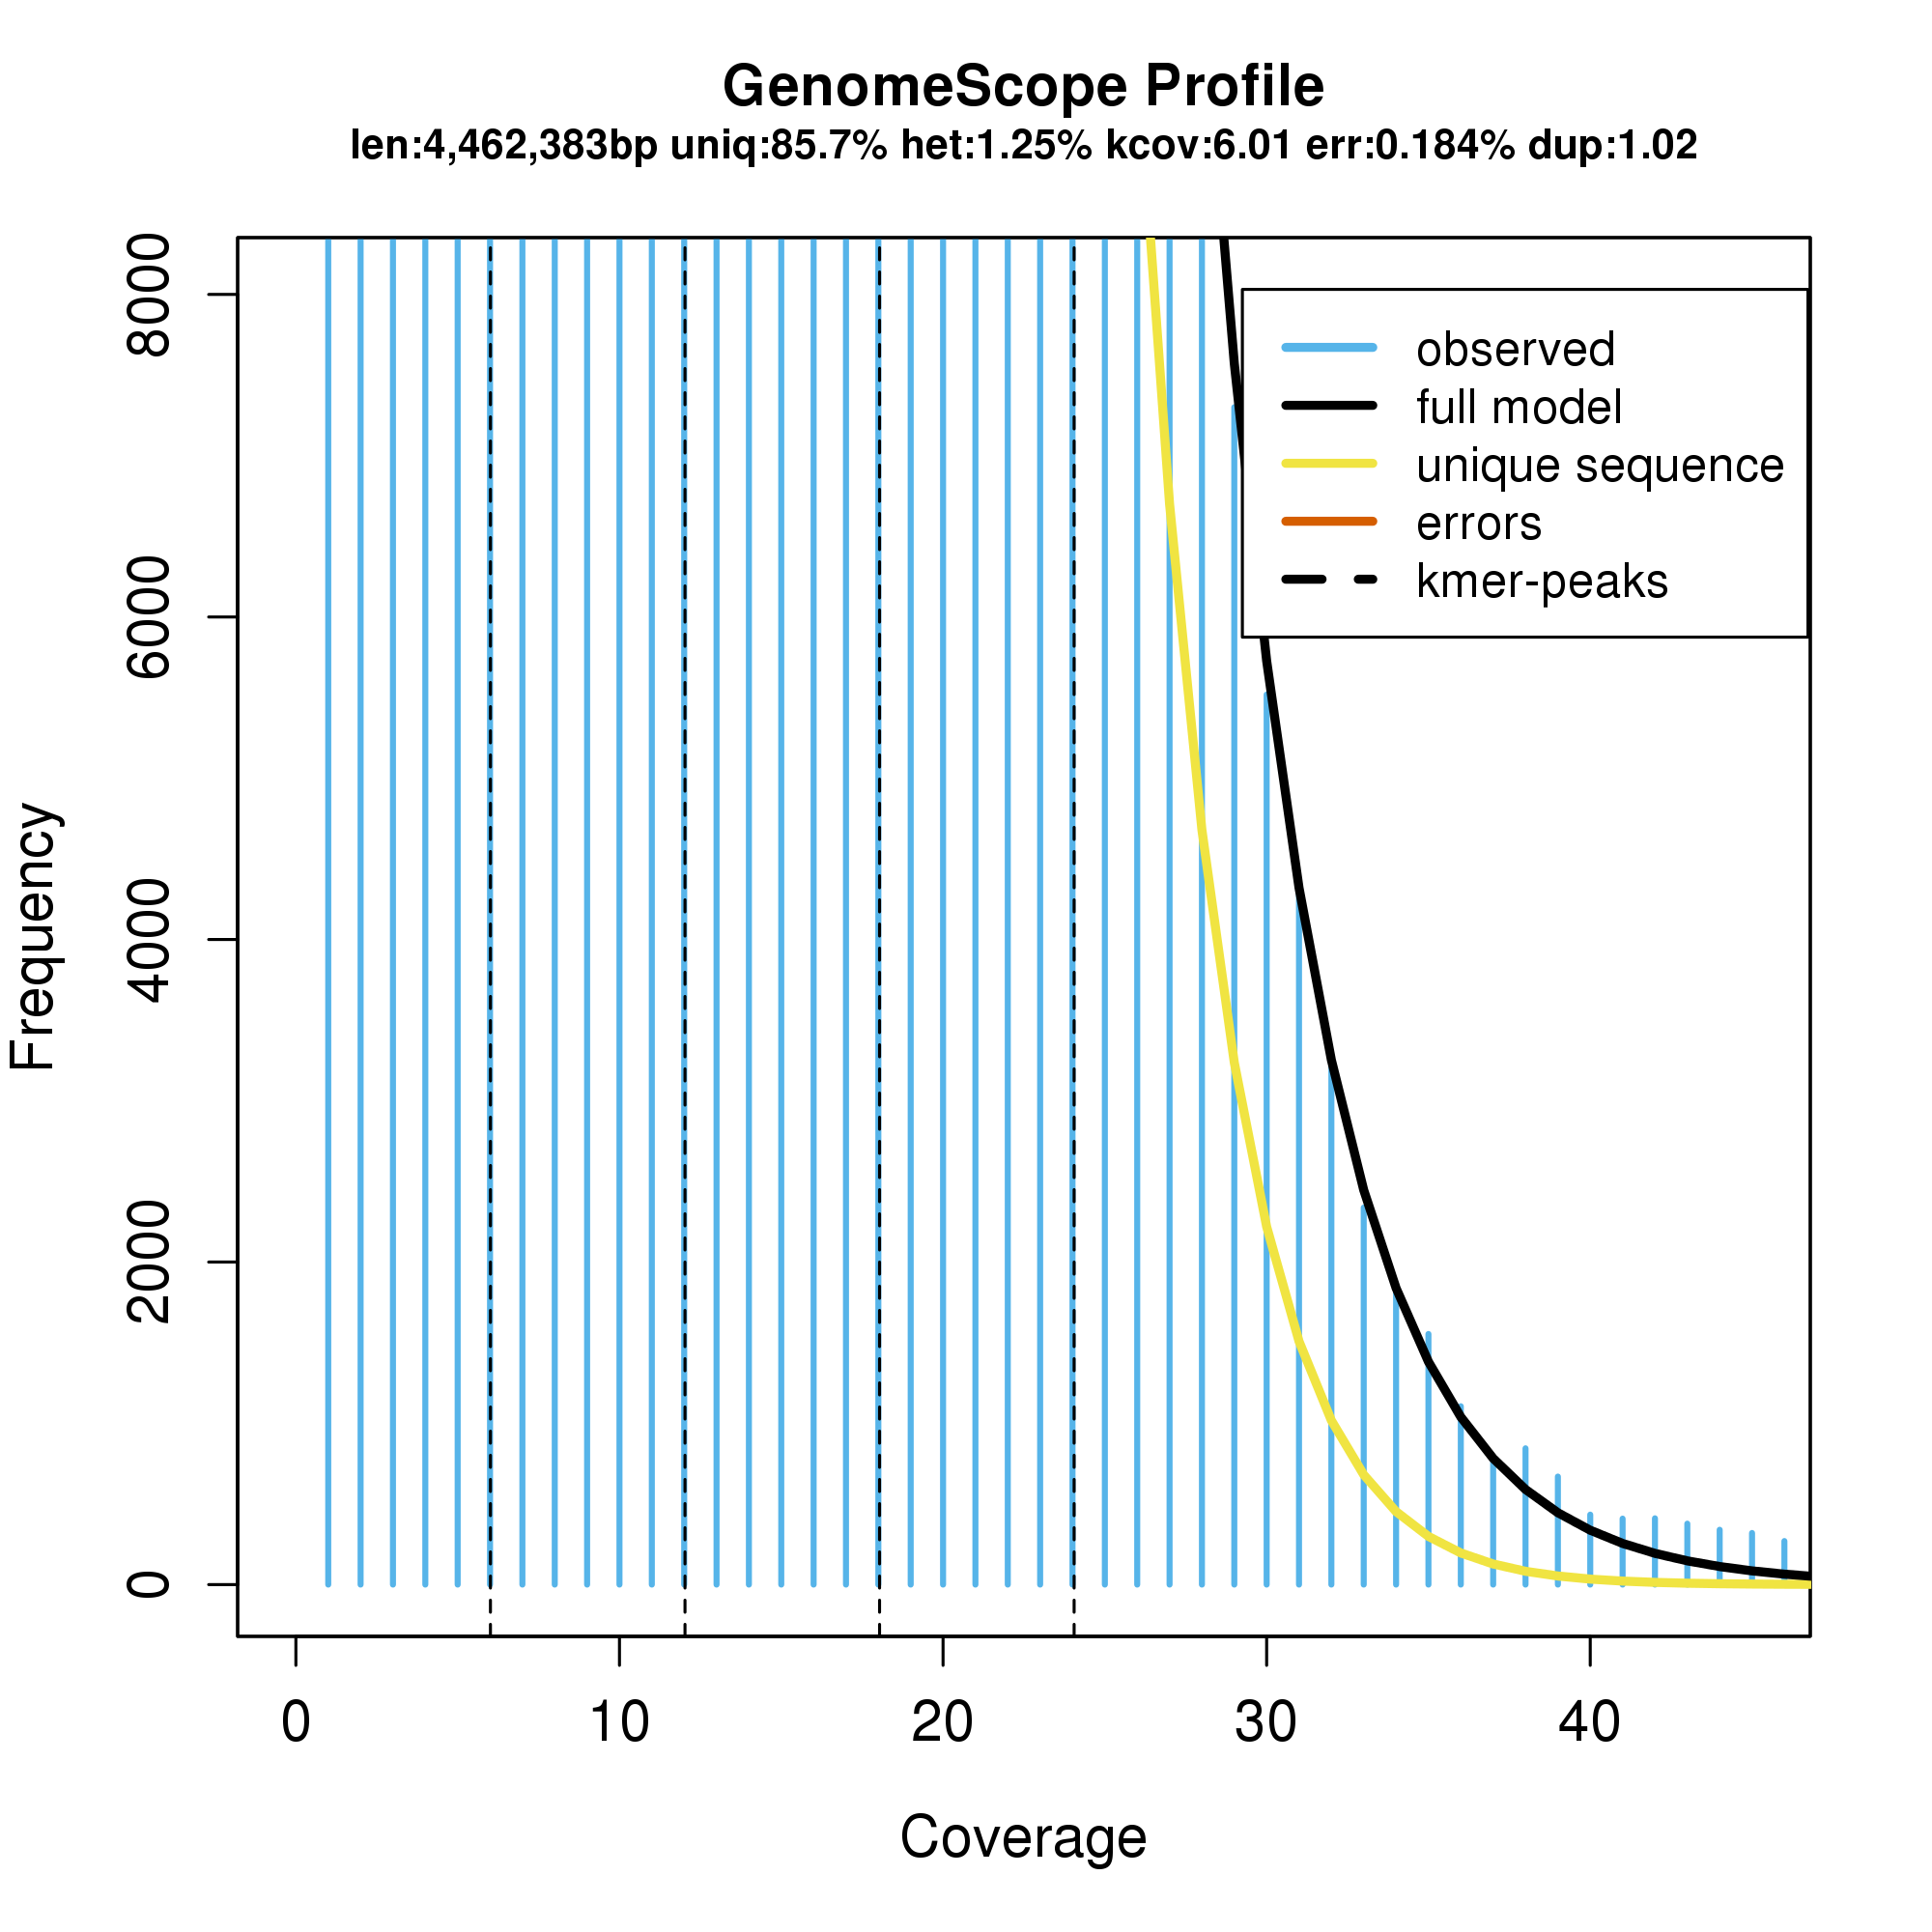 GenomeScope Profile
len:4,462,383bp uniq:85.7% het:1.25% kcov:6.01 err:0.184% dup:1.02
Frequency
8000
6000
4000
2000
0
observed
full model
unique sequence
errors
kmer-peaks
0 10 20 30 40
Coverage